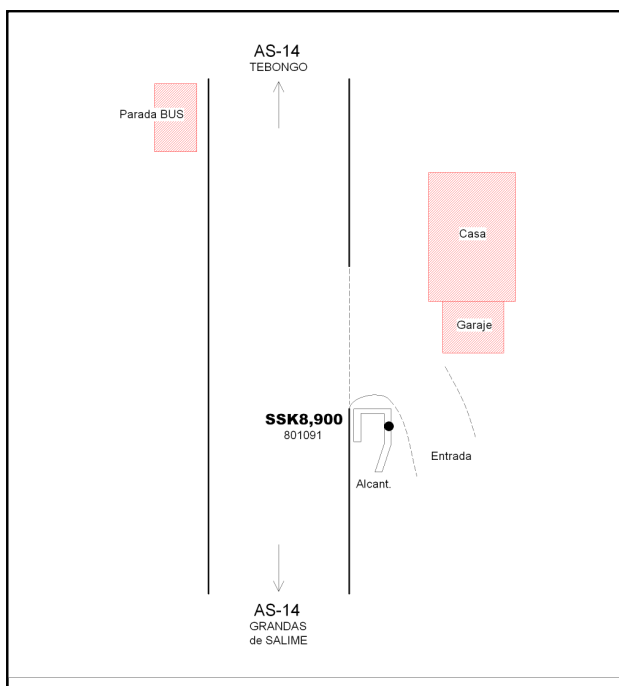 AS-14
TEBONGO
Parada BUS
Casa
Garaje
SSK8,900
801091
Entrada
Alcant.
AS-14
GRANDAS
de SALIME